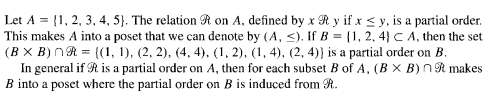 Let A = {1, 2, 3, 4, 5}. The relation ℛ on A, defined by x ℛ y if x ≤ y, is a partial order.
This makes A into a poset that we can denote by (A, ≤). If B = {1, 2, 4} ⊂ A, then the set
(B × B) ∩ ℛ = {(1, 1), (2, 2), (4, 4), (1, 2), (1, 4), (2, 4)} is a partial order on B.
In general if ℛ is a partial order on A, then for each subset B of A, (B × B) ∩ ℛ makes
B into a poset where the partial order on B is induced from ℛ.